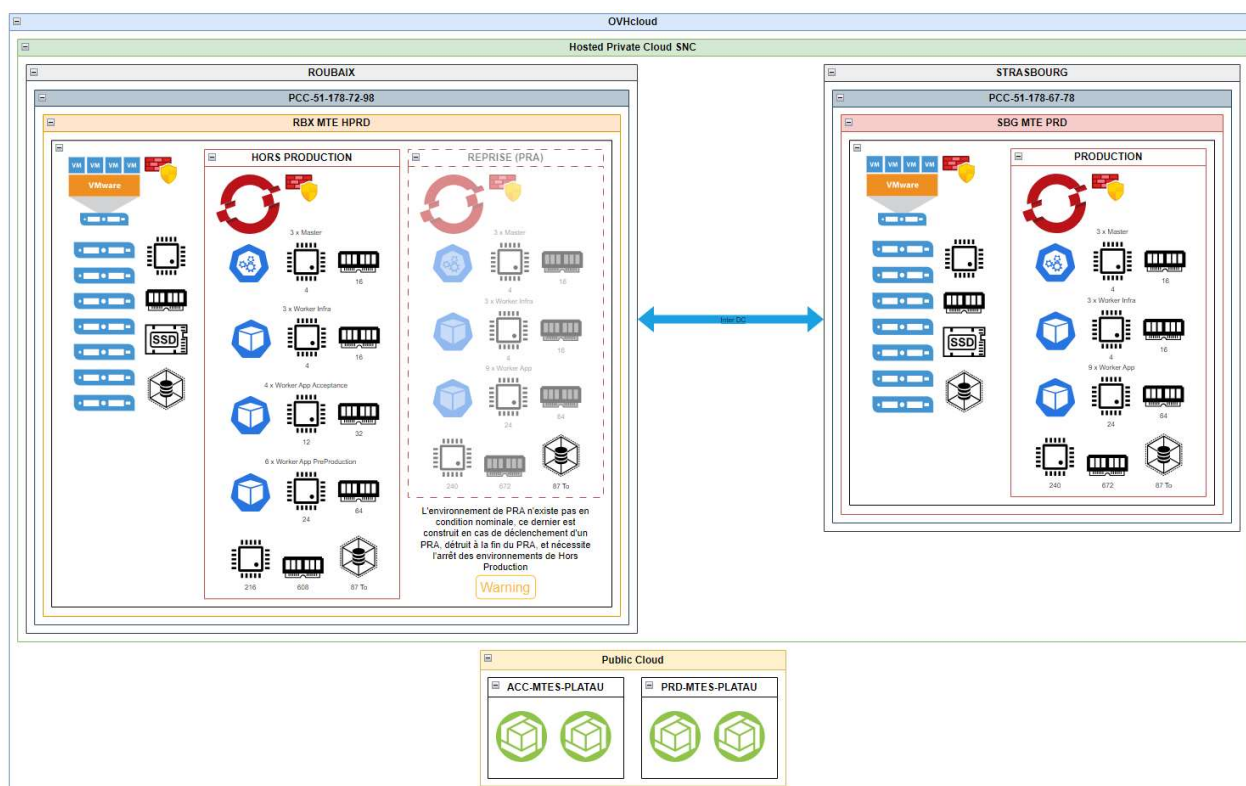 OVHcloud
Hosted Private Cloud SNC
ROUBAIX
PCC-51-178-72-98
RBX MTE HPRD
VM VM VM VM
VMware
SSD
HORS PRODUCTION
3 x Master
4
16
3 x Worker Infra
4
16
4 x Worker App Acceptance
12
32
6 x Worker App PreProduction
24
64
216
608
87 To
REPRISE (PRA)
3 x Master
4
16
3 x Worker Infra
4
16
9 x Worker App
24
64
240
672
87 To
L'environnement de PRA n'existe pas en
condition nominale, ce dernier est
construit en cas de déclenchement d'un
PRA, détruit à la fin du PRA, et nécessite
l'arrêt des environnements de Hors
Production
Warning
Inter DC
STRASBOURG
PCC-51-178-67-78
SBG MTE PRD
VM VM VM VM
VMware
SSD
PRODUCTION
3 x Master
4
16
3 x Worker Infra
4
16
9 x Worker App
24
64
240
672
87 To
Public Cloud
ACC-MTES-PLATAU
PRD-MTES-PLATAU